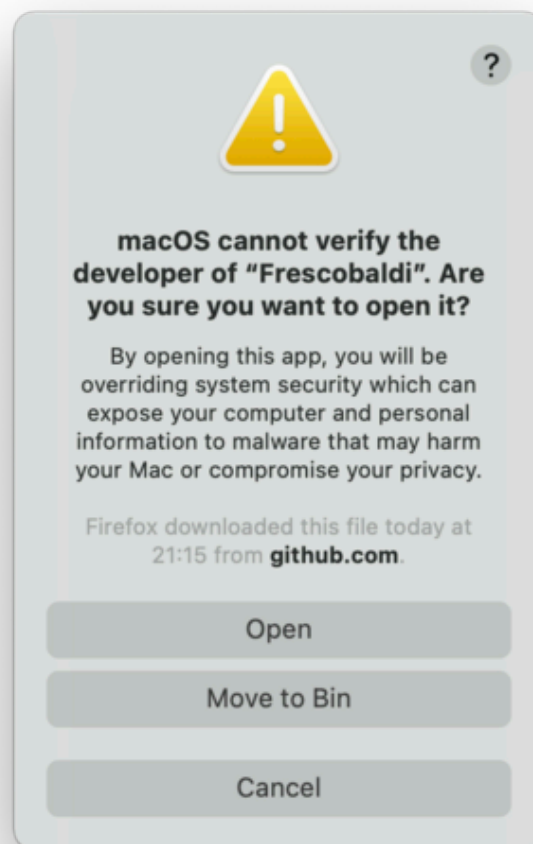 ?
!
macOS cannot verify the
developer of “Frescobaldi”. Are
you sure you want to open it?
By opening this app, you will be
overriding system security which can
expose your computer and personal
information to malware that may harm
your Mac or compromise your privacy.
Firefox downloaded this file today at
21:15 from github.com.
Open
Move to Bin
Cancel